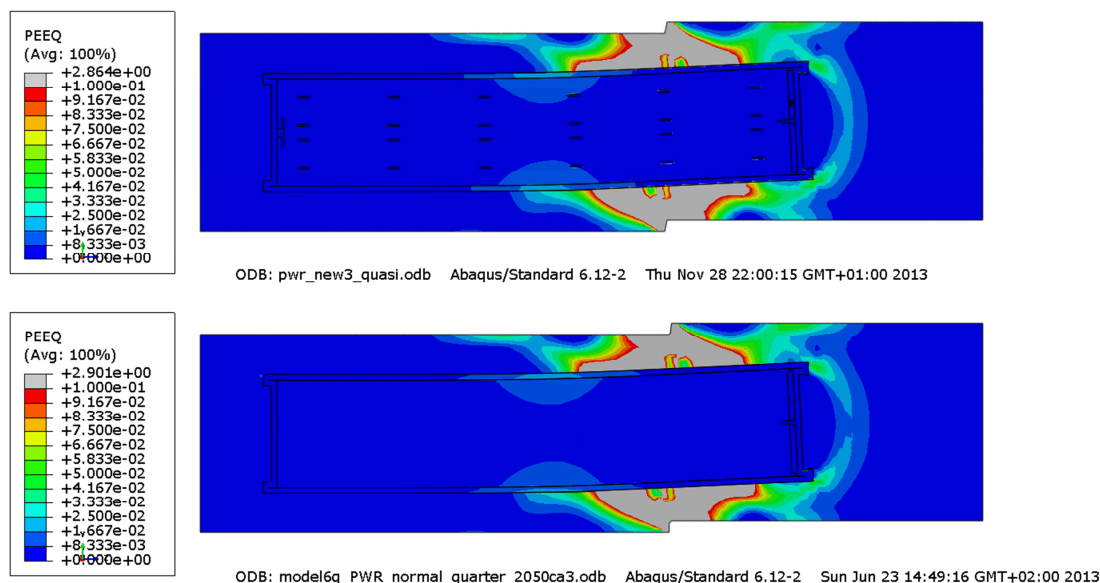 PEEQ
(Avg: 100%)
+2.864e+00
+1.000e-01
+9.167e-02
+8.333e-02
+7.500e-02
+6.667e-02
+5.833e-02
+5.000e-02
+4.167e-02
+3.333e-02
+2.500e-02
+1.667e-02
+8.333e-03
+0.000e+00
ODB: pwr_new3_quasi.odb Abaqus/Standard 6.12-2 Thu Nov 28 22:00:15 GMT+01:00 2013
PEEQ
(Avg: 100%)
+2.901e+00
+1.000e-01
+9.167e-02
+8.333e-02
+7.500e-02
+6.667e-02
+5.833e-02
+5.000e-02
+4.167e-02
+3.333e-02
+2.500e-02
+1.667e-02
+8.333e-03
+0.000e+00
ODB: model6g_PWR_normal_quarter_2050ca3.odb Abaqus/Standard 6.12-2 Sun Jun 23 14:49:16 GMT+02:00 2013